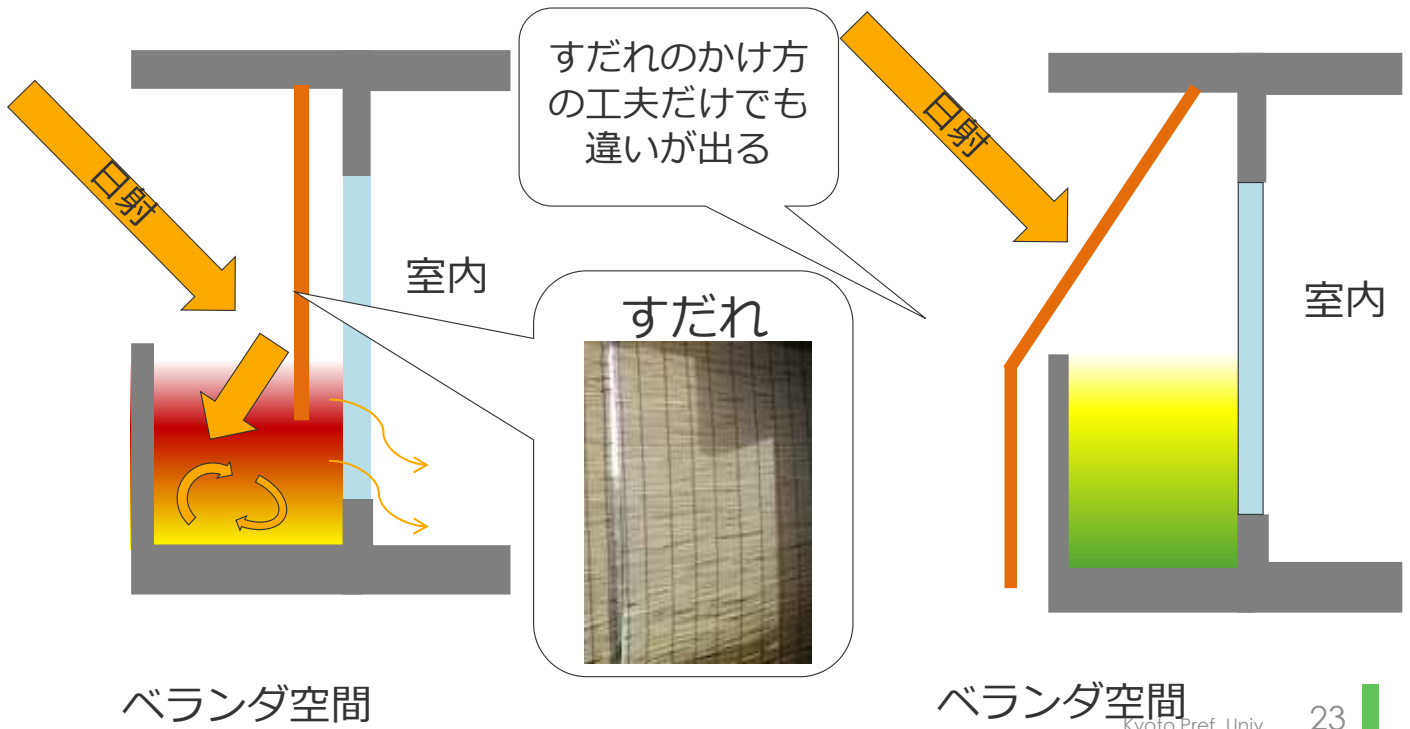 すだれのかけ方
の工夫だけでも
違いが出る
日射
日射
室内
室内
すだれ
ベランダ空間
ベランダ空間
Kyoto Pref. Univ.
23